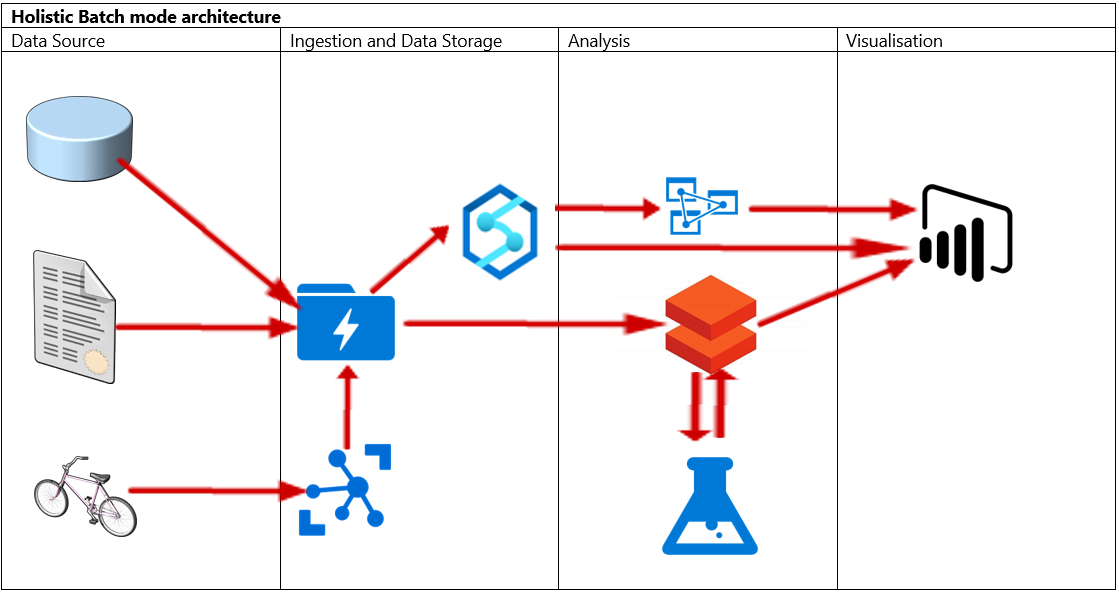 Holistic Batch mode architecture
Data Source
Ingestion and Data Storage
Analysis
Visualisation